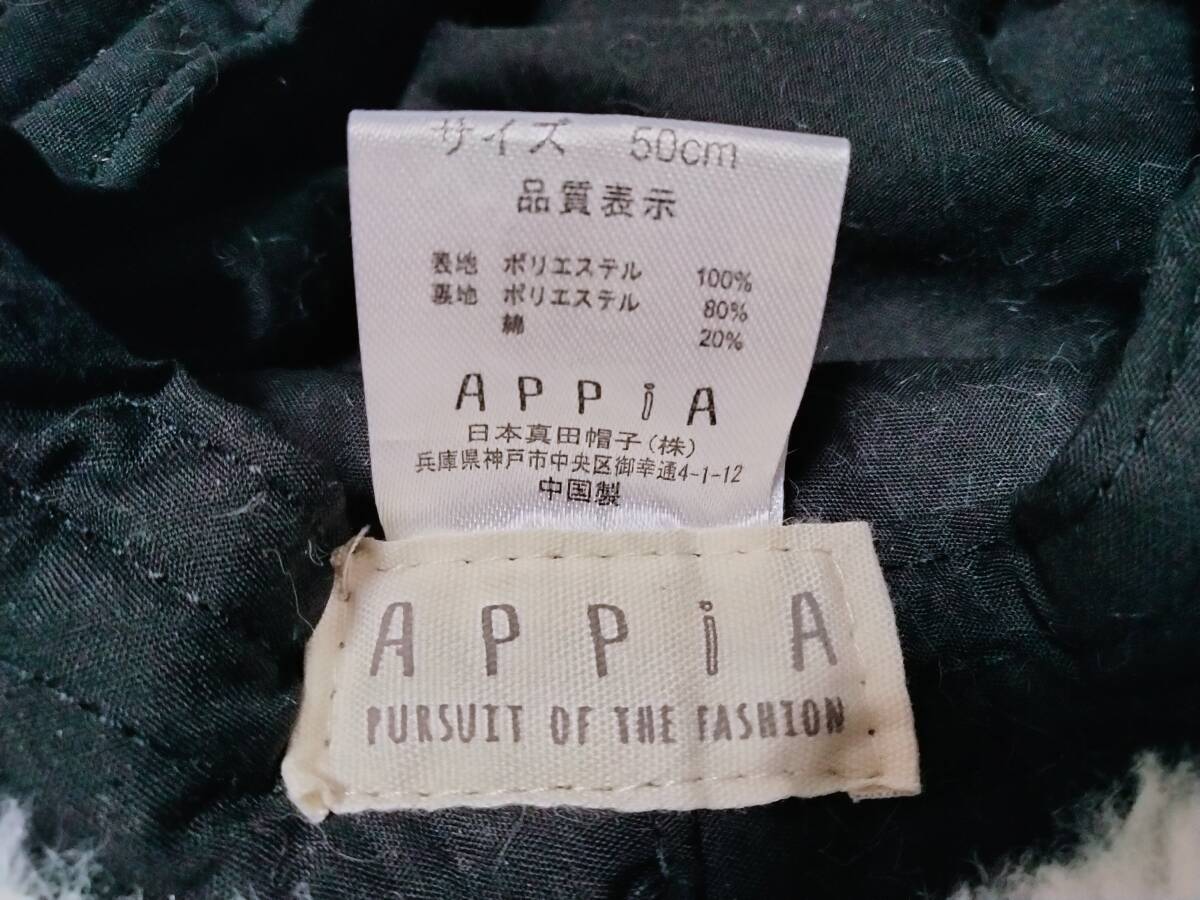 サイズ 50cm
品質表示
表地 ポリエステル 100%
裏地 ポリエステル 80%
綿 20%
APPiA
日本真田帽子(株)
兵庫県神戸市中央区御幸通4-1-12
中国製
APPiA
PURSUIT OF THE FASHION